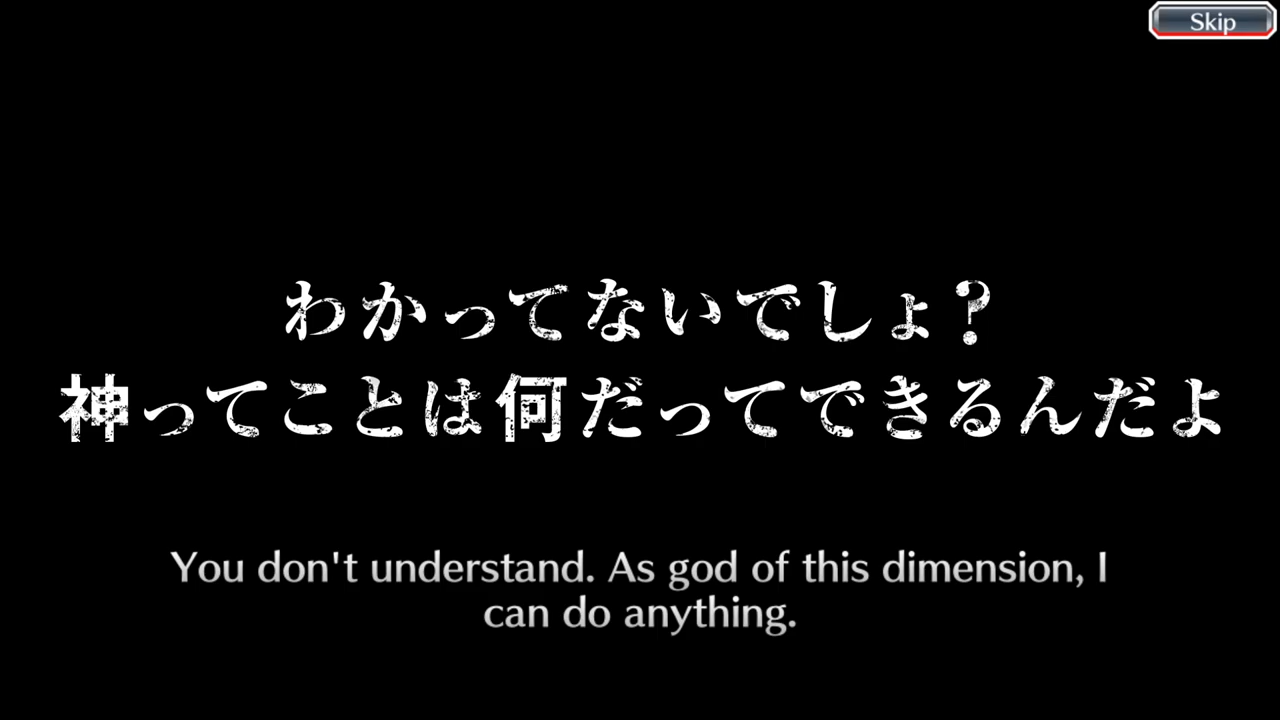 Skip
わかってないでしょ？
神ってことは何だってできるんだよ
You don't understand. As god of this dimension, I
can do anything.